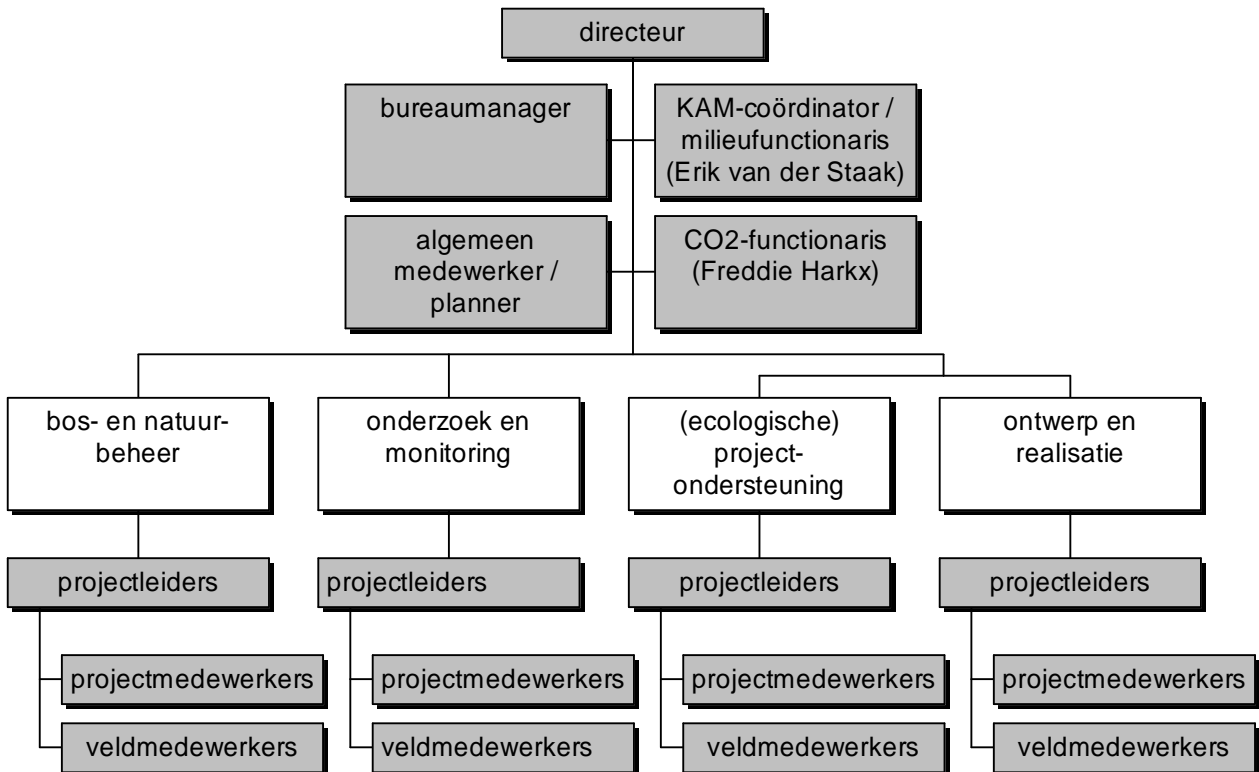 directeur
bureaumanager
KAM-coördinator /
milieufunctionaris
(Erik van der Staak)
algemeen
medewerker /
planner
CO2-functionaris
(Freddie Harkx)
bos- en natuur-
beheer
onderzoek en
monitoring
(ecologische)
project-
ondersteuning
ontwerp en
realisatie
projectleiders
projectleiders
projectleiders
projectleiders
projectmedewerkers
projectmedewerkers
projectmedewerkers
projectmedewerkers
veldmedewerkers
veldmedewerkers
veldmedewerkers
veldmedewerkers